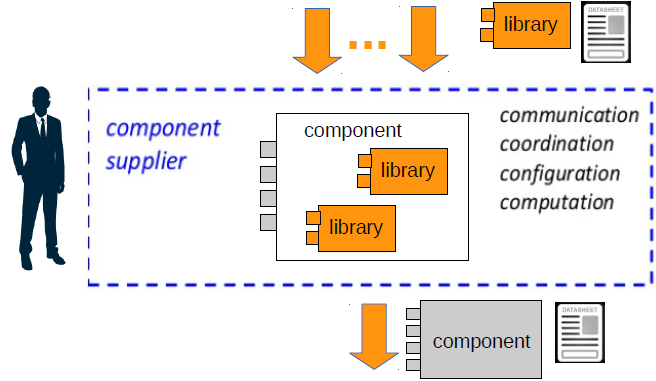 library
DATASHEET
component
supplier
component
library
library
communication
coordination
configuration
computation
component
DATASHEET